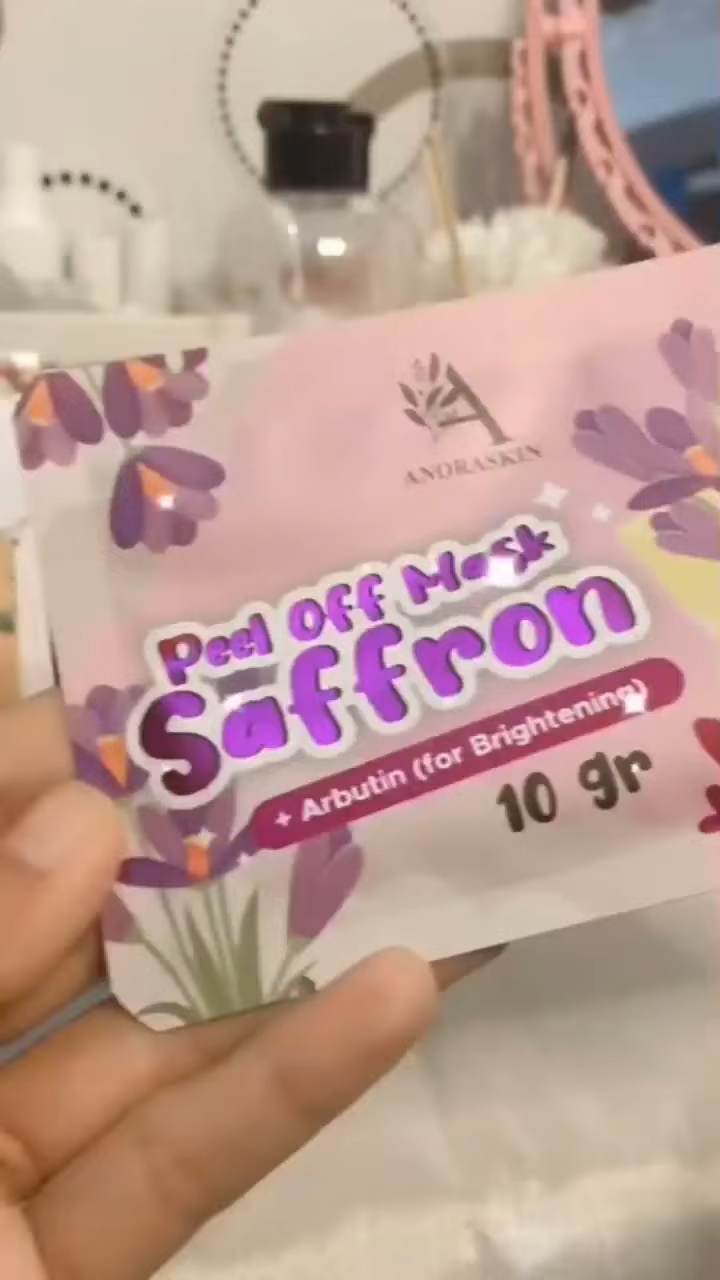 ANDRASKIN
Peel Off Mask
Saffron
+ Arbutin (for Brightening)
10 gr